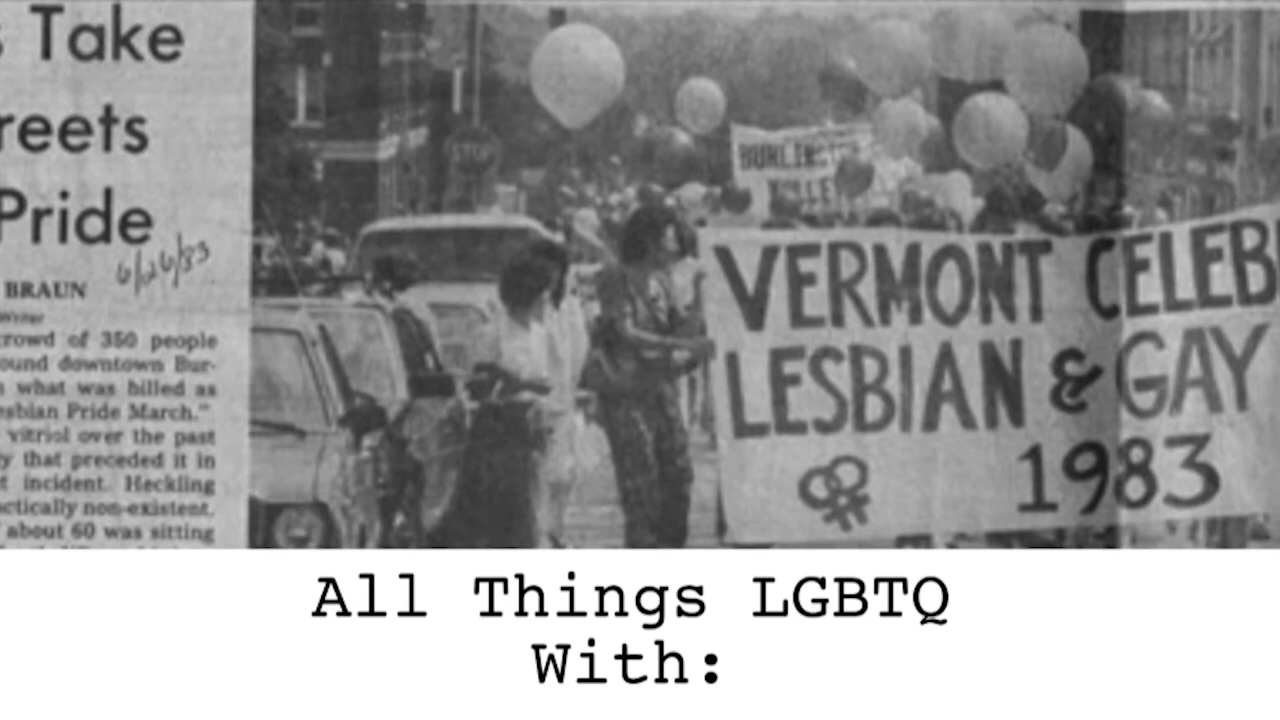 s Take
reets
Pride
6/26/83
BRAUN
Writer
crowd of 350 people
ound downtown Bur-
n what was billed as
esbian Pride March."
vitriol over the past
y that preceded it in
t incident. Heckling
ctically non-existent.
about 60 was sitting
STOP
BURLINGTON
VERMONT CELEB
LESBIAN & GAY
1983
All Things LGBTQ
With: